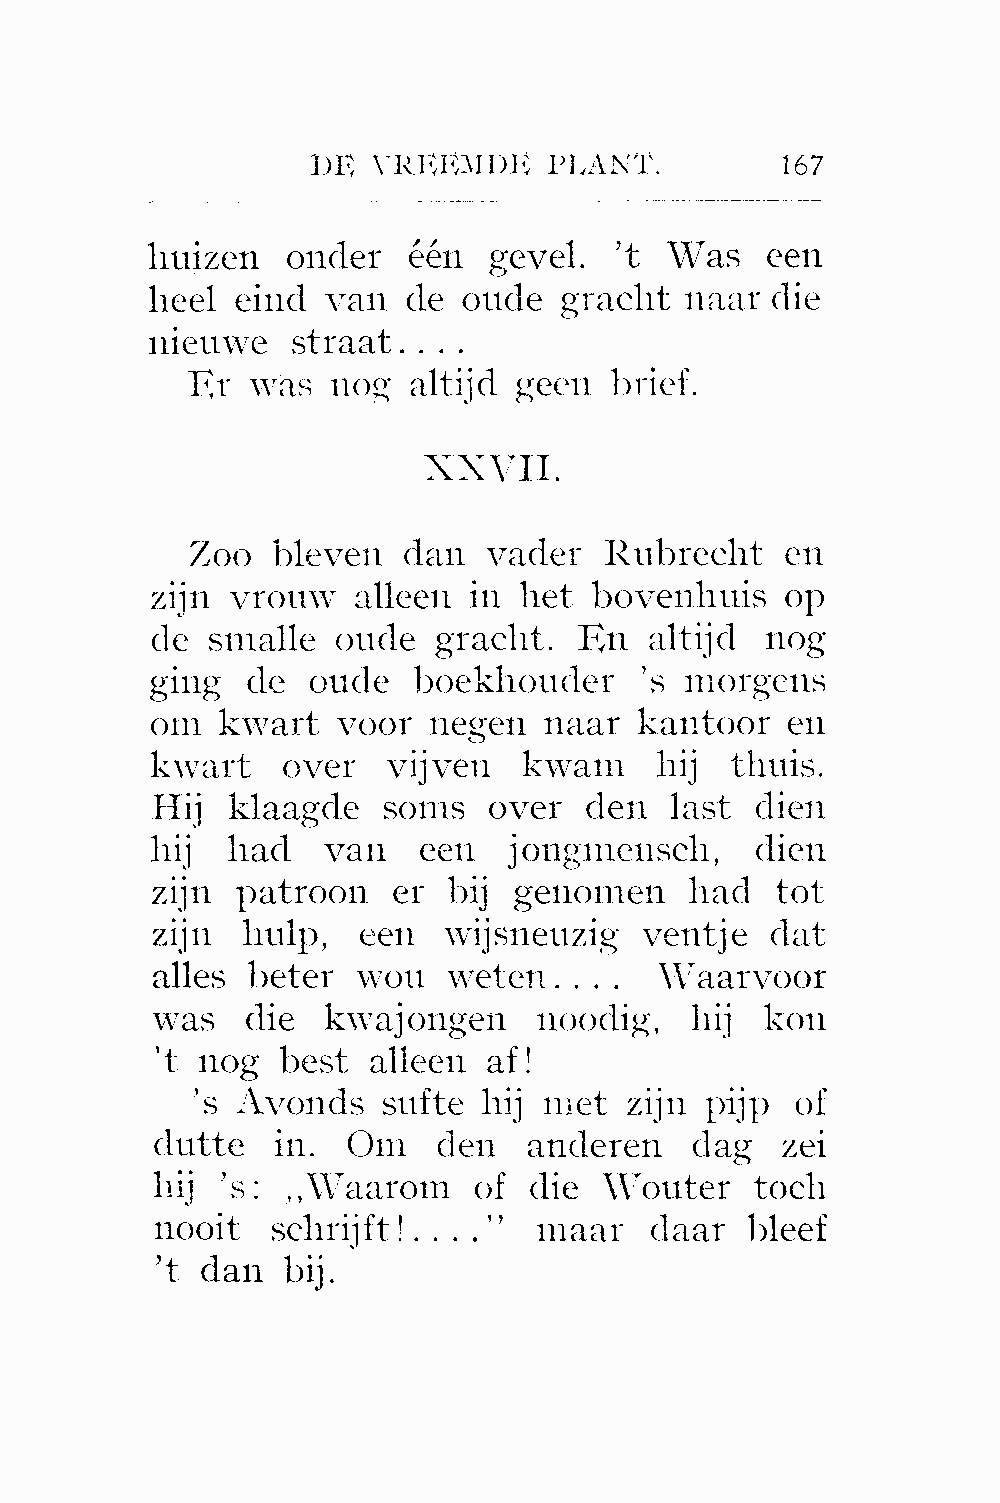 DE VREEMDE PLANT. 167
huizen onder één gevel. ’t Was een
heel eind van de oude gracht naar die
nieuwe straat....
Er was nog altijd geen brief.
XXVII.
Zoo bleven dan vader Rubrecht en
zijn vrouw alleen in het bovenhuis op
de smalle oude gracht. En altijd nog
ging de oude boekhouder ’s morgens
om kwart voor negen naar kantoor en
kwart over vijven kwam hij thuis.
Hij klaagde soms over den last dien
hij had van een jongmensch, dien
zijn patroon er bij genomen had tot
zijn hulp, een wijsneuzig ventje dat
alles beter wou weten.... Waarvoor
was die kwajongen noodig, hij kon
’t nog best alleen af!
’s Avonds sufte hij met zijn pijp of
dutte in. Om den anderen dag zei
hij ’s: ,,Waarom of die Wouter toch
nooit schrijft!....” maar daar bleef
’t dan bij.